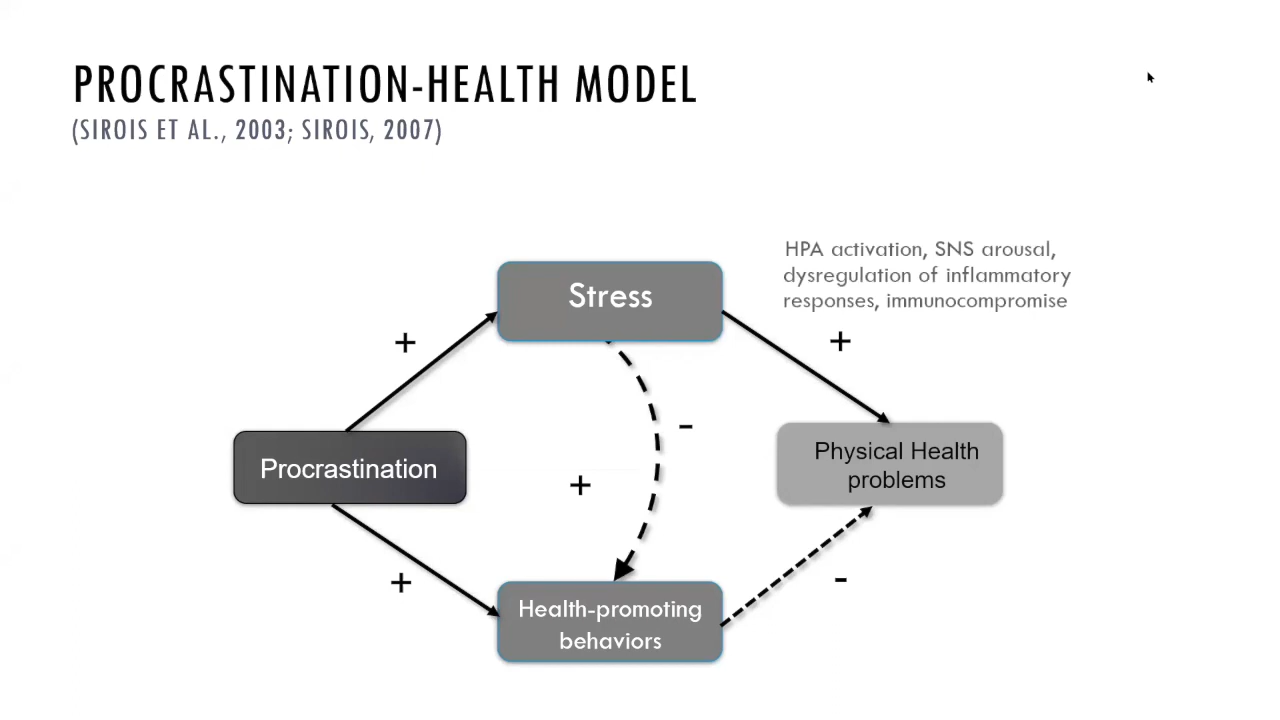 PROCRASTINATION-HEALTH MODEL
(SIROIS ET AL., 2003; SIROIS, 2007)
HPA activation, SNS arousal,
dysregulation of inflammatory
responses, immunocompromise
Stress
+
+
-
Procrastination
Physical Health
problems
+
+
-
Health-promoting
behaviors